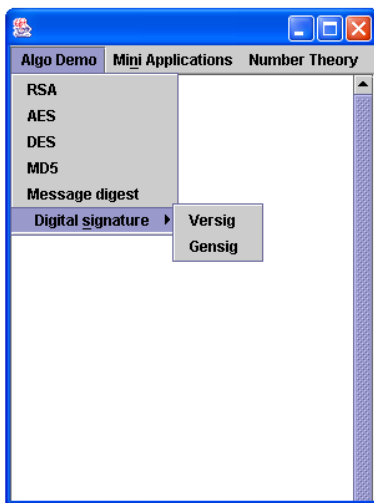 Algo Demo Mini Applications Number Theory
RSA
AES
DES
MD5
Message digest
Digital signature Versig
Gensig